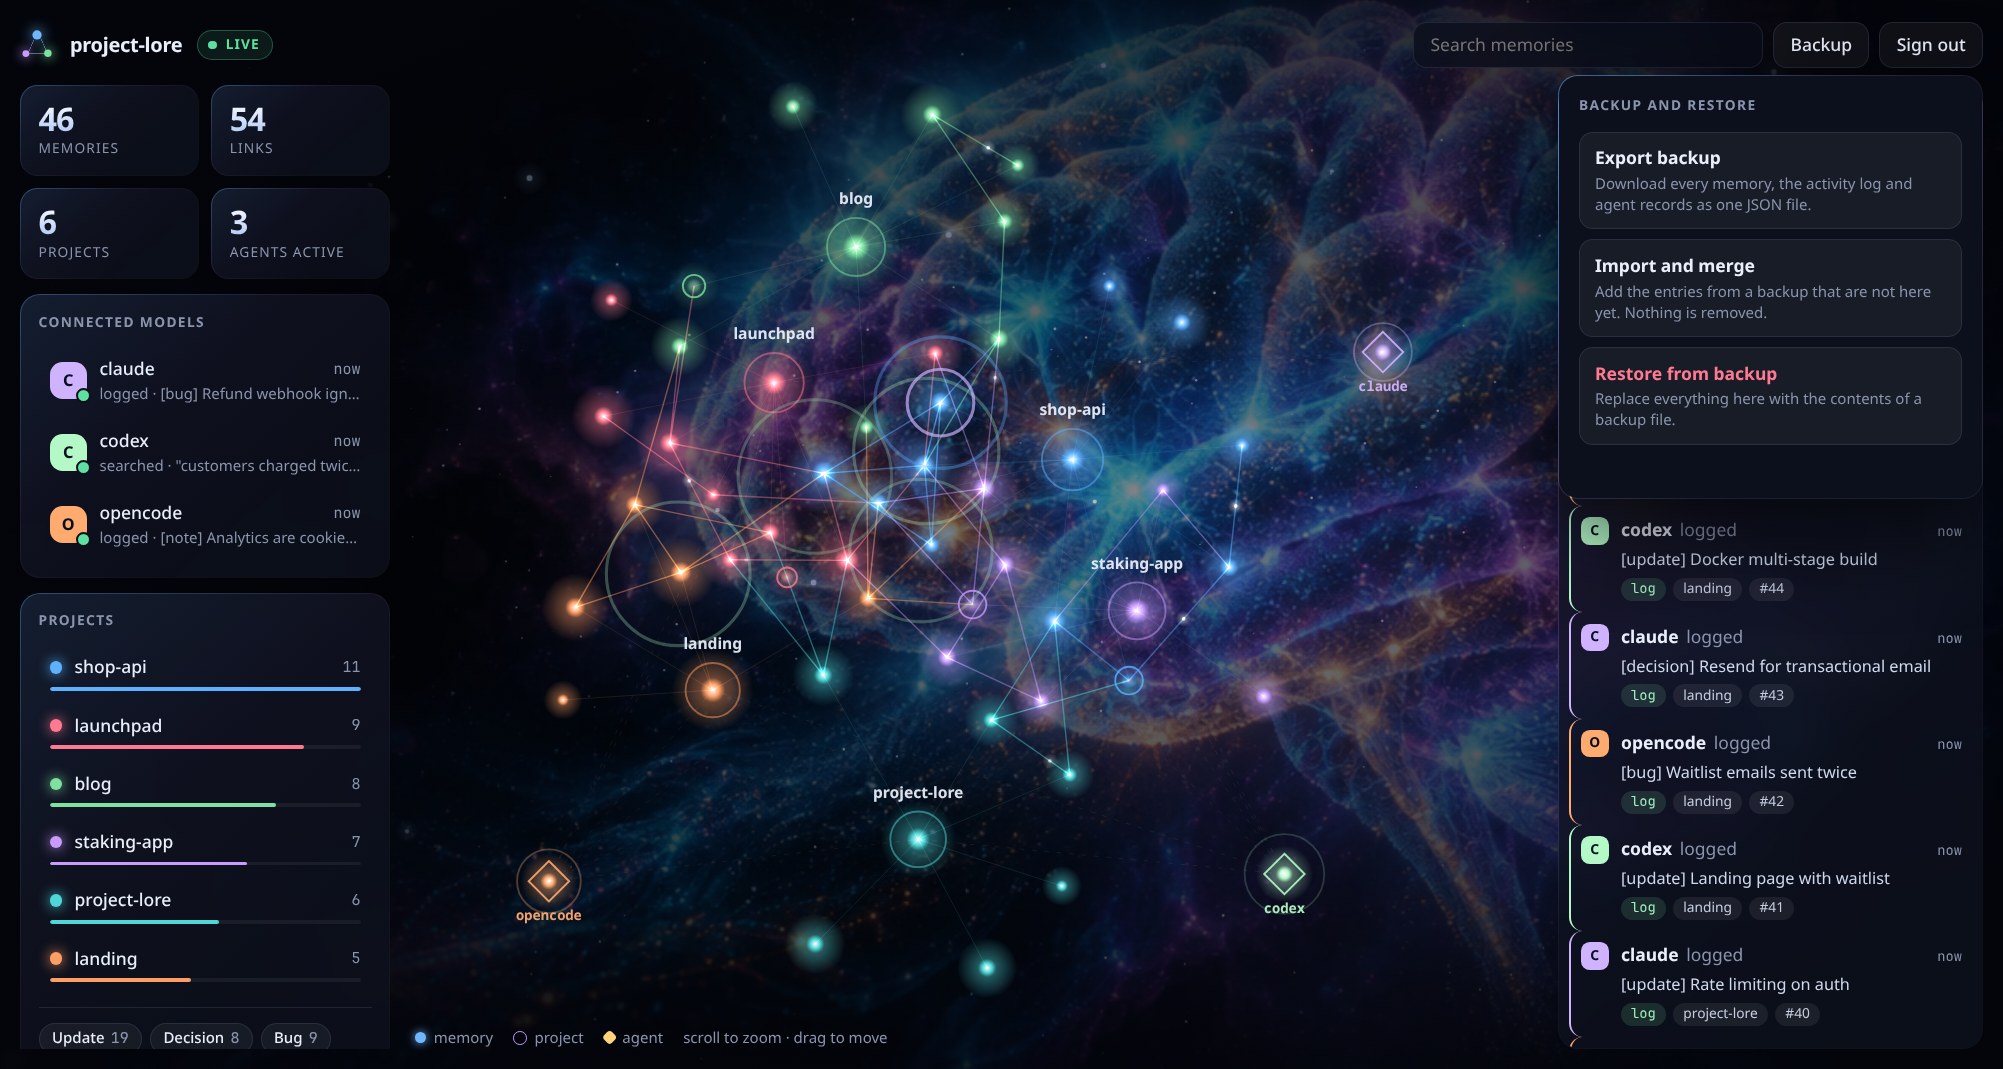 project-lore
LIVE
Search memories
Backup
Sign out
46
MEMORIES
54
LINKS
6
PROJECTS
3
AGENTS ACTIVE
CONNECTED MODELS
C
claude
now
logged · [bug] Refund webhook ign…
C
codex
now
searched · "customers charged twic…
O
opencode
now
logged · [note] Analytics are cookie…
PROJECTS
shop-api
11
launchpad
9
blog
8
staking-app
7
project-lore
6
landing
5
Update 19
Decision 8
Bug 9
blog
launchpad
shop-api
claude
staking-app
landing
project-lore
opencode
codex
memory
project
agent
scroll to zoom · drag to move
BACKUP AND RESTORE
Export backup
Download every memory, the activity log and
agent records as one JSON file.
Import and merge
Add the entries from a backup that are not here
yet. Nothing is removed.
Restore from backup
Replace everything here with the contents of a
backup file.
C
codex logged
now
[update] Docker multi-stage build
log
landing
#44
C
claude logged
now
[decision] Resend for transactional email
log
landing
#43
O
opencode logged
now
[bug] Waitlist emails sent twice
log
landing
#42
C
codex logged
now
[update] Landing page with waitlist
log
landing
#41
C
claude logged
now
[update] Rate limiting on auth
log
project-lore
#40